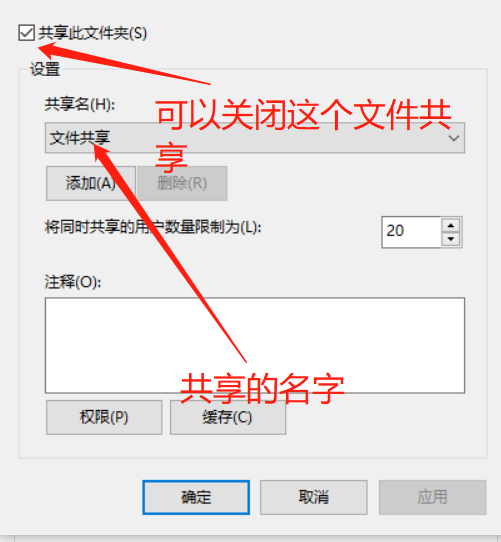 共享此文件夹(S)
设置
共享名(H):
可以关闭这个文件共
享
文件共享
添加(A)
删除(R)
将同时共享的用户数量限制为(L):
20
注释(O):
共享的名字
权限(P)
缓存(C)
确定
取消
应用